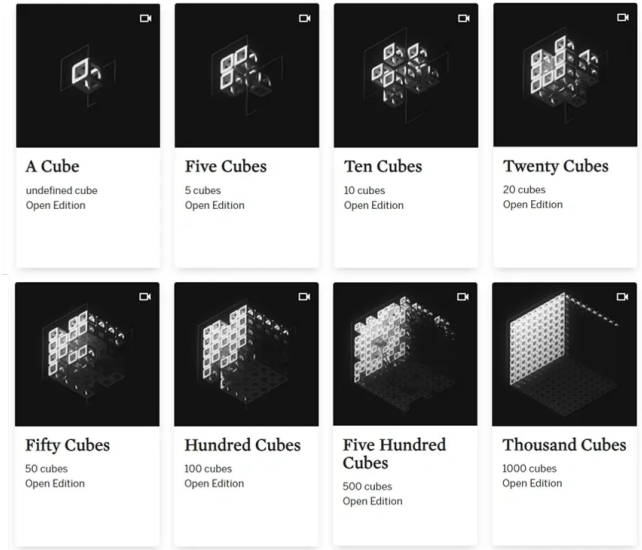 A Cube
undefined cube
Open Edition
Five Cubes
5 cubes
Open Edition
Ten Cubes
10 cubes
Open Edition
Twenty Cubes
20 cubes
Open Edition
Fifty Cubes
50 cubes
Open Edition
Hundred Cubes
100 cubes
Open Edition
Five Hundred
Cubes
500 cubes
Open Edition
Thousand Cubes
1000 cubes
Open Edition